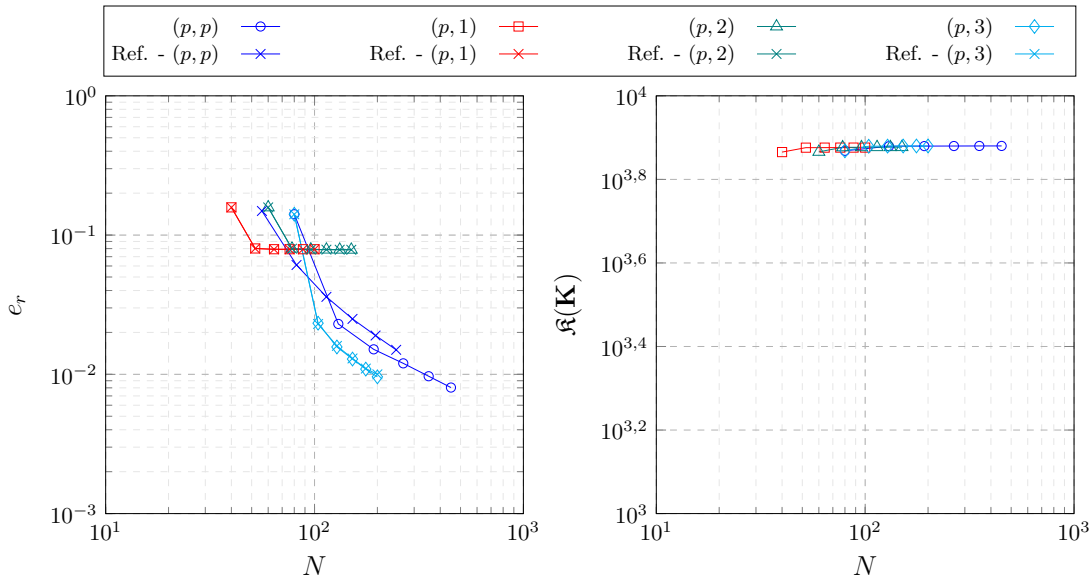 (p, p) (p, 1) (p, 2) (p, 3)
Ref. - (p, p) Ref. - (p, 1) Ref. - (p, 2) Ref. - (p, 3)
10^0
10^{-1}
10^{-2}
10^{-3}
e_r
10^1 10^2 10^3
N
10^4
10^{3,8}
10^{3,6}
10^{3,4}
10^{3,2}
10^3
𝕶(𝐊)
10^1 10^2 10^3
N